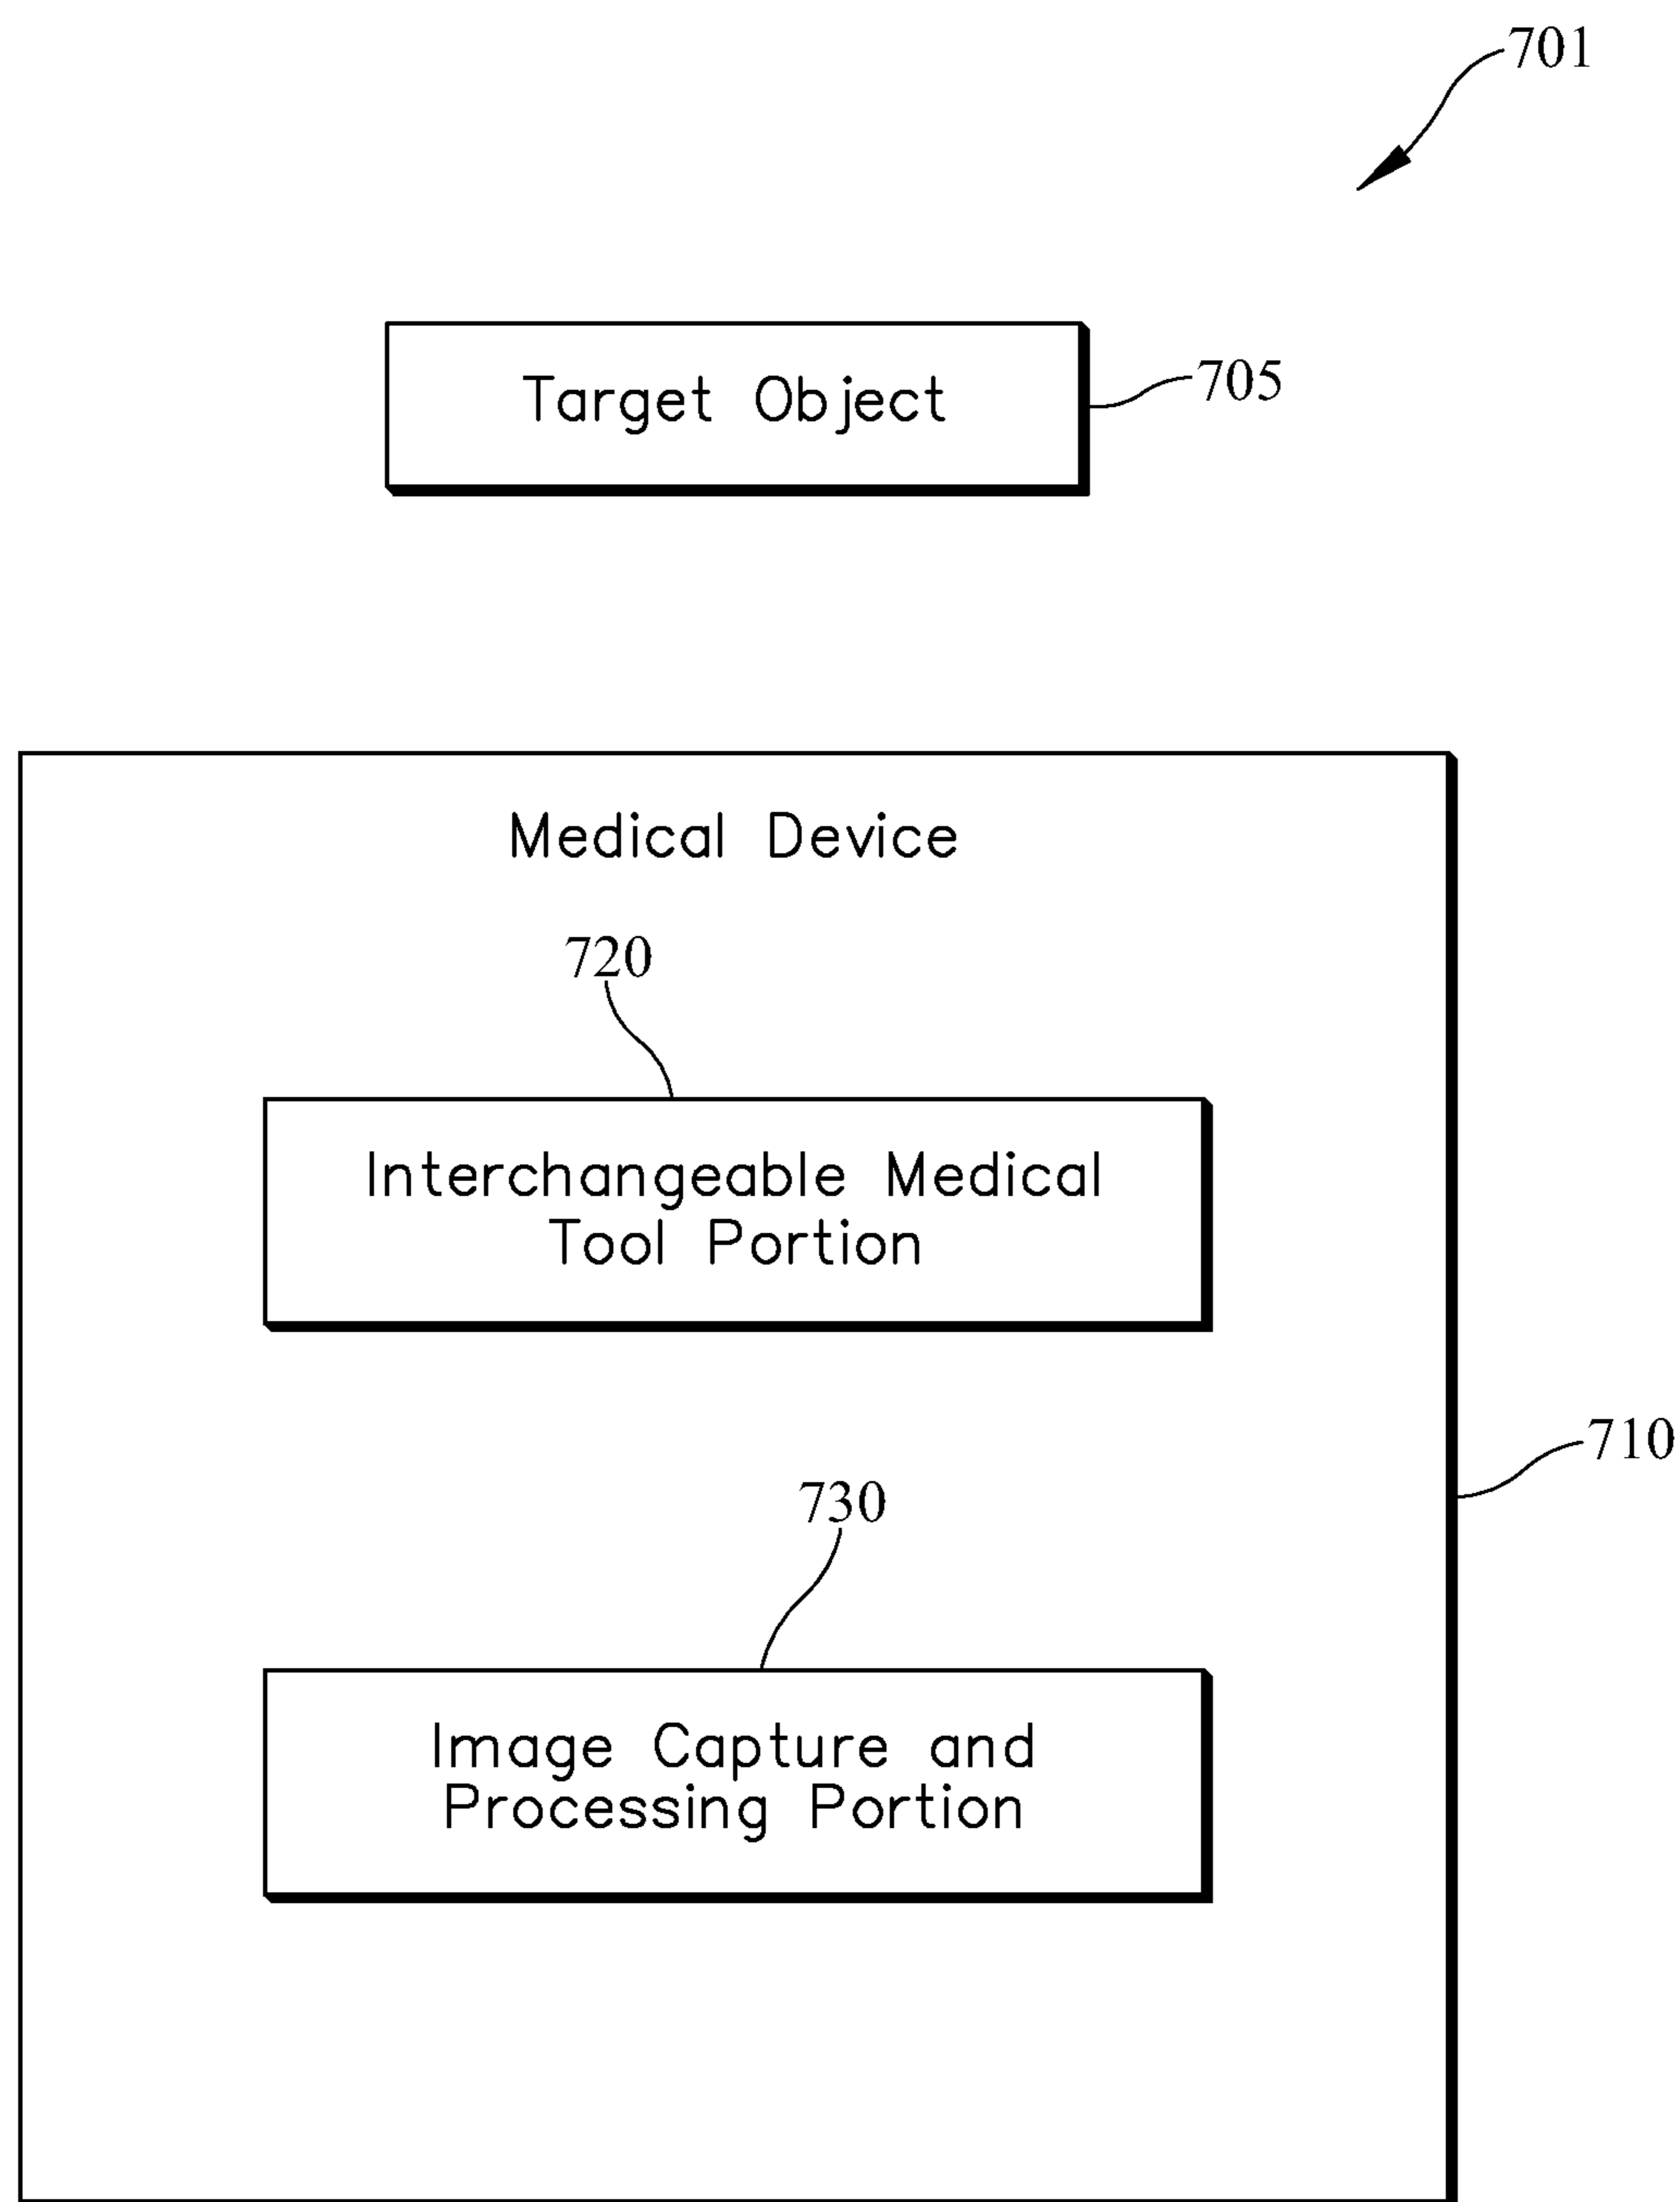 701
Target Object
705
Medical Device
720
Interchangeable Medical
Tool Portion
710
730
Image Capture and
Processing Portion